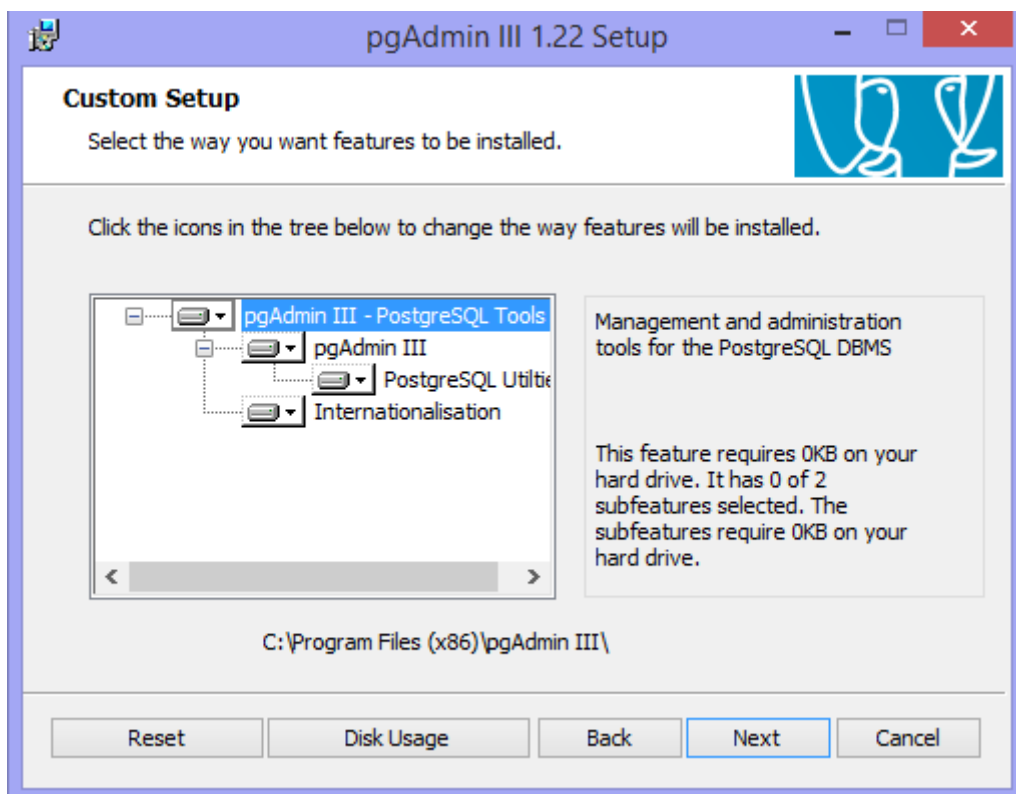 pgAdmin III 1.22 Setup
Custom Setup
Select the way you want features to be installed.
Click the icons in the tree below to change the way features will be installed.
pgAdmin III - PostgreSQL Tools
pgAdmin III
PostgreSQL Utiltie
Internationalisation
Management and administration
tools for the PostgreSQL DBMS
This feature requires 0KB on your
hard drive. It has 0 of 2
subfeatures selected. The
subfeatures require 0KB on your
hard drive.
C:\Program Files (x86)\pgAdmin III\
Reset
Disk Usage
Back
Next
Cancel